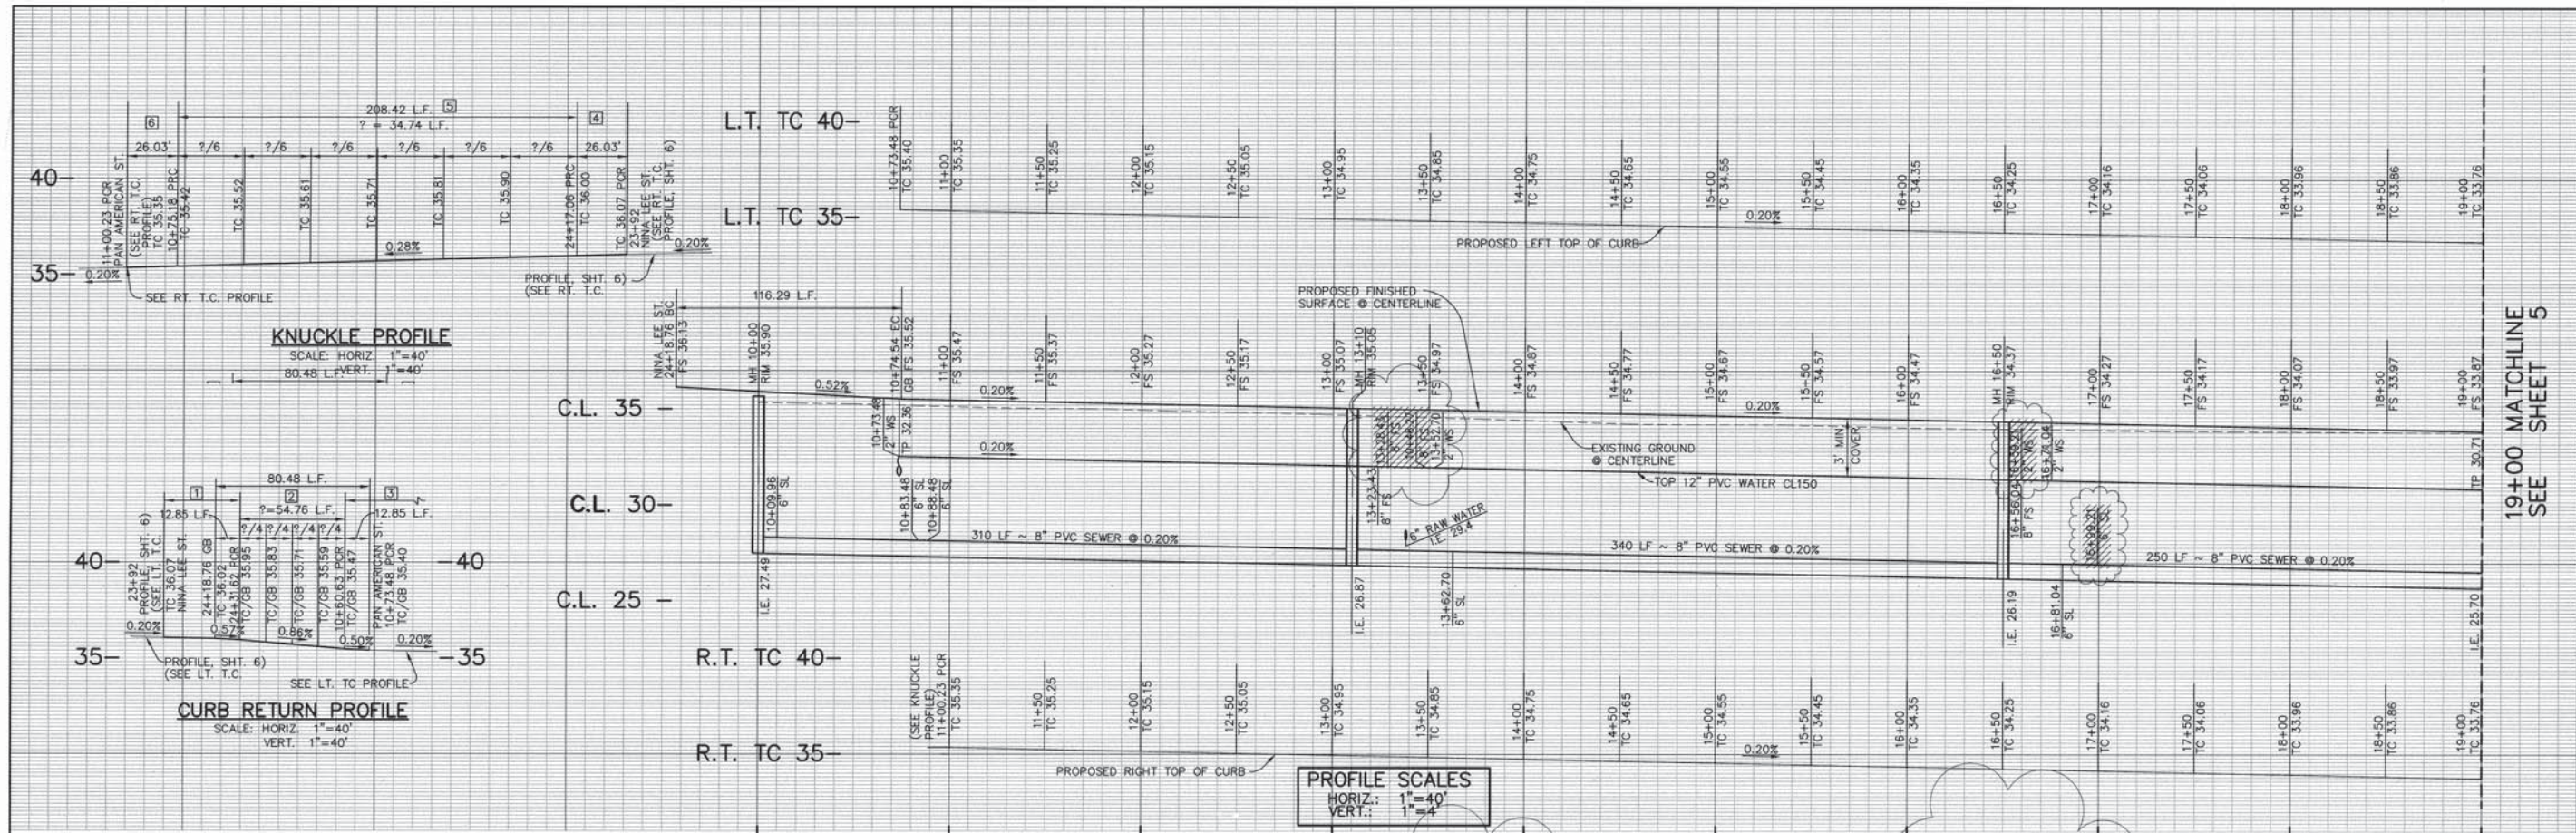 208.42 L.F. 5
? = 34.74 L.F.
6
4
26.03'
?/6
?/6
?/6
?/6
?/6
?/6
26.03'
40-
35-
11+00.23 PCR
PAN AMERICAN ST.
(SEE RT. T.C.
PROFILE)
TC 35.35
10+75.18 PRC
TC 35.42
TC 35.52
TC 35.61
TC 35.71
TC 35.81
TC 35.90
24+17.06 PRC
TC 36.00
TC 36.07 PCR
23+92
NINA LEE ST.
(SEE RT. T.C.
PROFILE, SHT. 6)
0.20%
0.28%
0.20%
SEE RT. T.C. PROFILE
PROFILE, SHT. 6)
(SEE RT. T.C.
KNUCKLE PROFILE
SCALE: HORIZ. 1"=40'
VERT. 1"=40'
80.48 L.F.
80.48 L.F.
1
2
3
12.85 L.F.
?=54.76 L.F.
12.85 L.F.
?/4
?/4
?/4
?/4
40-
-40
35-
-35
23+92
PROFILE, SHT. 6)
(SEE LT. T.C.
TC 36.07
NINA LEE ST.
24+18.76 GB
TC 36.02
24+31.62 PCR
TC/GB 35.95
TC/GB 35.83
TC/GB 35.71
TC/GB 35.59
10+60.63 PCR
TC/GB 35.47
PAN AMERICAN ST.
10+73.48 PCR
TC/GB 35.40
0.20%
0.57%
0.86%
0.50%
0.20%
PROFILE, SHT. 6)
(SEE LT. T.C.
SEE LT. TC PROFILE
CURB RETURN PROFILE
SCALE: HORIZ. 1"=40'
VERT. 1"=40'
L.T. TC 40-
L.T. TC 35-
10+73.48 PCR
TC 35.40
11+00
TC 35.35
11+50
TC 35.25
12+00
TC 35.15
12+50
TC 35.05
13+00
TC 34.95
13+50
TC 34.85
14+00
TC 34.75
14+50
TC 34.65
15+00
TC 34.55
15+50
TC 34.45
16+00
TC 34.35
16+50
TC 34.25
17+00
TC 34.16
17+50
TC 34.06
18+00
TC 33.96
18+50
TC 33.86
19+00
TC 33.76
0.20%
PROPOSED LEFT TOP OF CURB
116.29 L.F.
PROPOSED FINISHED
SURFACE @ CENTERLINE
NINA LEE ST.
24+18.76 BC
FS 36.13
MH 10+00
RIM 35.90
10+74.54 EC
GB FS 35.52
11+00
FS 35.47
11+50
FS 35.37
12+00
FS 35.27
12+50
FS 35.17
13+00
FS 35.07
MH 13+10
RIM 35.05
13+50
FS 34.97
14+00
FS 34.87
14+50
FS 34.77
15+00
FS 34.67
15+50
FS 34.57
16+00
FS 34.47
MH 16+50
RIM 34.37
17+00
FS 34.27
17+50
FS 34.17
18+00
FS 34.07
18+50
FS 33.97
19+00
FS 33.87
C.L. 35 -
0.52%
0.20%
0.20%
10+73.48
2" WS
TP 32.36
0.20%
13+52.70
2" WS
EXISTING GROUND
@ CENTERLINE
3' MIN
COVER
16+71.04
2" WS
TP 30.71
TOP 12" PVC WATER CL150
C.L. 30-
10+09.96
6" SL
10+83.48
6" SL
10+88.48
6" SL
13+23.43
8" FS
16" RAW WATER
I.E. 29.4
16+56.04
8" FS
310 LF ~ 8" PVC SEWER @ 0.20%
340 LF ~ 8" PVC SEWER @ 0.20%
250 LF ~ 8" PVC SEWER @ 0.20%
C.L. 25 -
I.E. 27.49
I.E. 26.87
13+62.70
6" SL
I.E. 26.19
16+81.04
6" SL
I.E. 25.70
19+00 MATCHLINE
SEE SHEET 5
R.T. TC 40-
R.T. TC 35-
(SEE KNUCKLE
PROFILE)
11+00.23 PCR
TC 35.35
11+50
TC 35.25
12+00
TC 35.15
12+50
TC 35.05
13+00
TC 34.95
13+50
TC 34.85
14+00
TC 34.75
14+50
TC 34.65
15+00
TC 34.55
15+50
TC 34.45
16+00
TC 34.35
16+50
TC 34.25
17+00
TC 34.16
17+50
TC 34.06
18+00
TC 33.96
18+50
TC 33.86
19+00
TC 33.76
0.20%
PROPOSED RIGHT TOP OF CURB
PROFILE SCALES
HORIZ.: 1"=40'
VERT.: 1"=4'